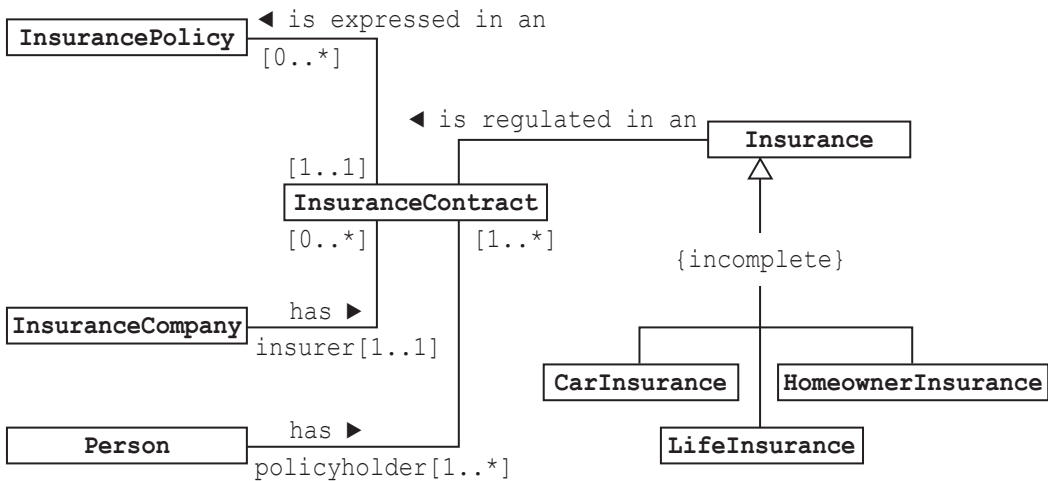 ◄ is expressed in an
InsurancePolicy
[0..*]
◄ is regulated in an
Insurance
[1..1]
InsuranceContract
[0..*]
[1..*]
{incomplete}
has ►
InsuranceCompany
insurer[1..1]
CarInsurance
HomeownerInsurance
has ►
Person
LifeInsurance
policyholder[1..*]